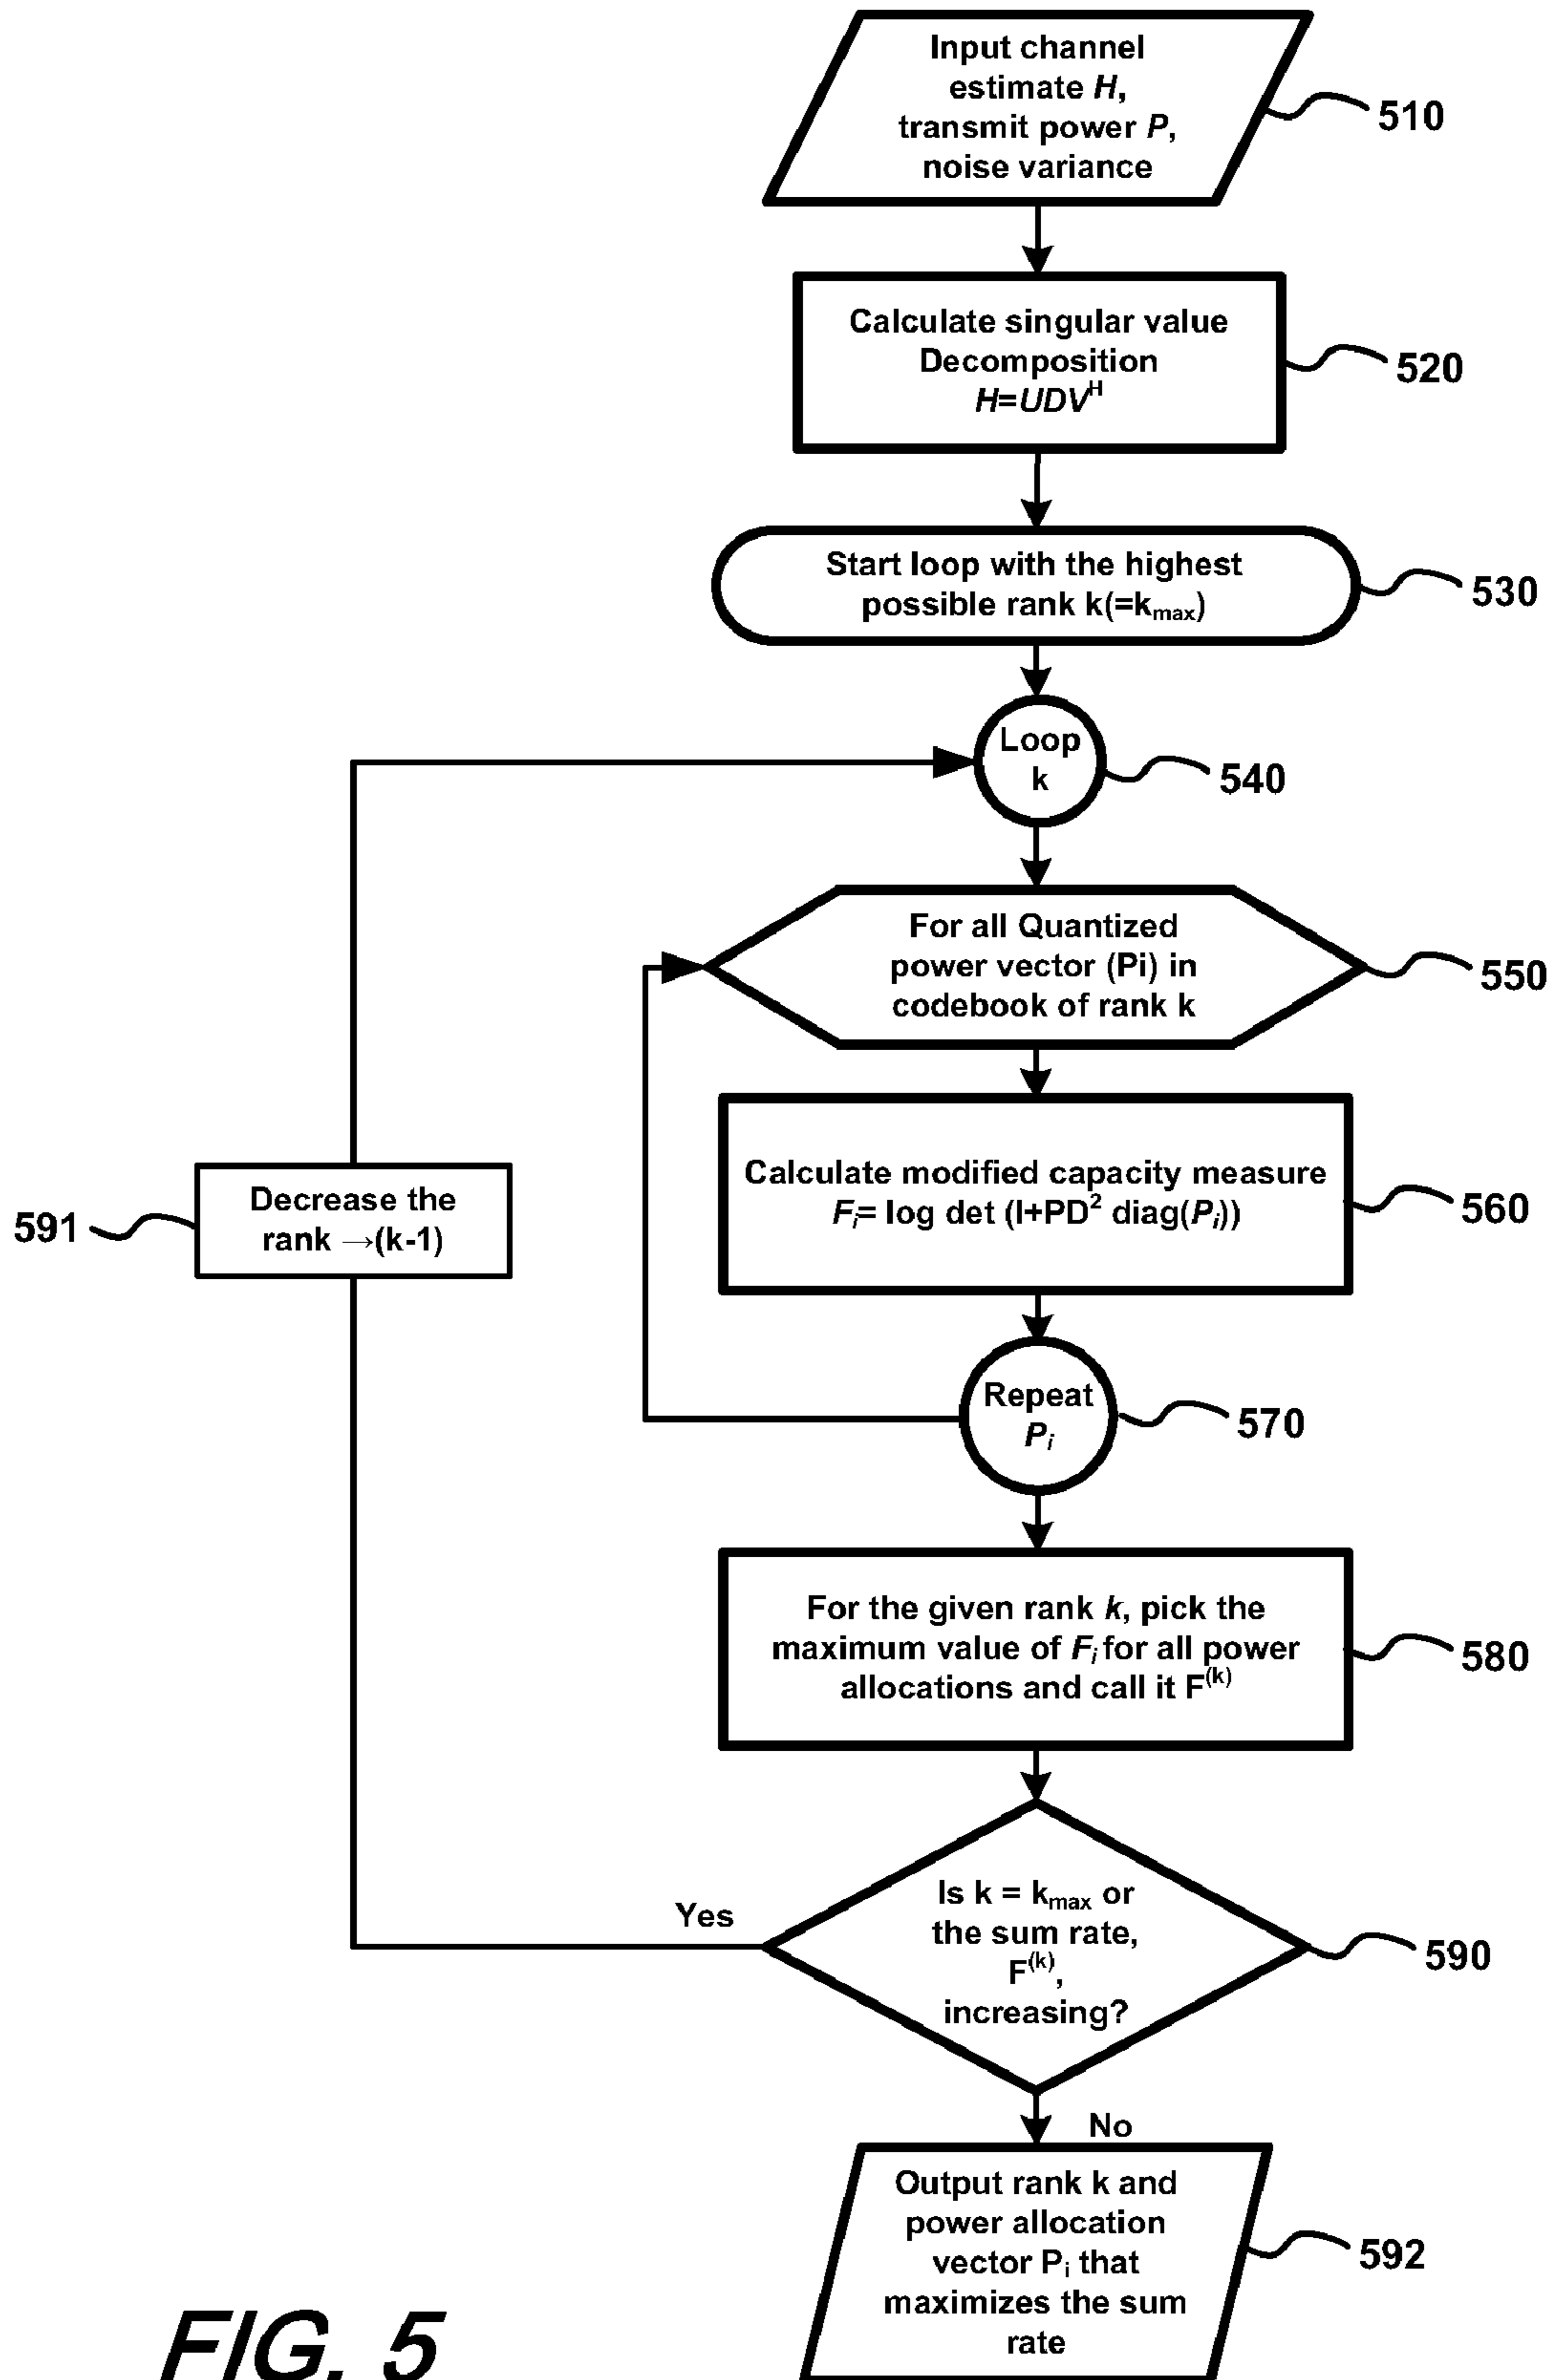 Input channel
estimate H,
transmit power P,
noise variance
510
Calculate singular value
Decomposition
H=UDVᴴ
520
Start loop with the highest
possible rank k(=kmax)
530
Loop
k
540
For all Quantized
power vector (Pi) in
codebook of rank k
550
Calculate modified capacity measure
Fi= log det (I+PD² diag(Pi))
560
Decrease the
rank →(k-1)
591
Repeat
Pi
570
For the given rank k, pick the
maximum value of Fi for all power
allocations and call it F(k)
580
Is k = kmax or
the sum rate,
F(k),
increasing?
590
Yes
No
Output rank k and
power allocation
vector Pi that
maximizes the sum
rate
592
FIG. 5